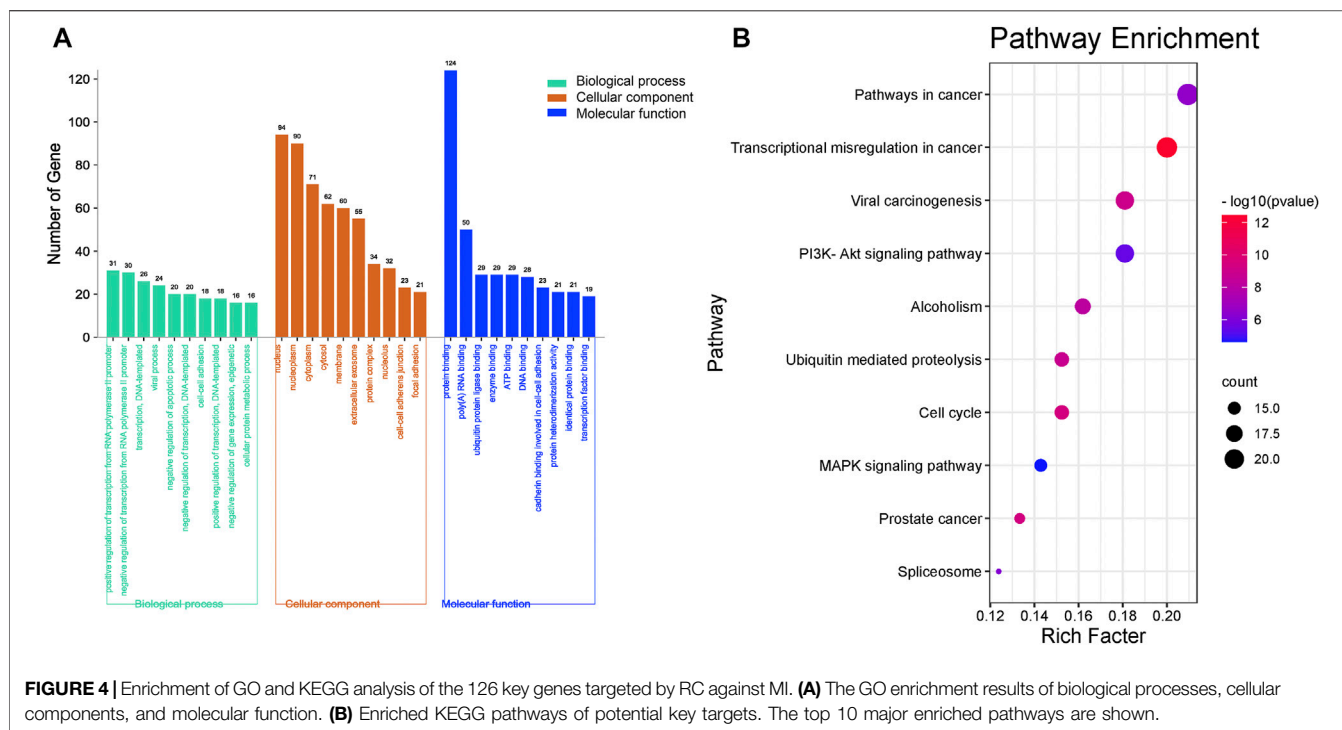 A
Number of Gene
120
100
80
60
40
20
0
Biological process
Cellular component
Molecular function
31
30
26
24
20
20
18
18
16
16
94
90
71
62
60
55
34
32
23
21
124
50
29
29
29
28
23
21
21
19
positive regulation of transcription from RNA polymerase II promoter
negative regulation of transcription from RNA polymerase II promoter
transcription, DNA-templated
viral process
negative regulation of apoptotic process
negative regulation of transcription, DNA-templated
cell-cell adhesion
positive regulation of transcription, DNA-templated
negative regulation of gene expression, epigenetic
cellular protein metabolic process
nucleus
nucleoplasm
cytoplasm
cytosol
membrane
extracellular exosome
protein complex
nucleolus
cell-cell adherens junction
focal adhesion
protein binding
poly(A) RNA binding
ubiquitin protein ligase binding
enzyme binding
ATP binding
DNA binding
cadherin binding involved in cell-cell adhesion
protein heterodimerization activity
identical protein binding
transcription factor binding
Biological process
Cellular component
Molecular function
B
Pathway Enrichment
Pathway
Pathways in cancer
Transcriptional misregulation in cancer
Viral carcinogenesis
PI3K- Akt signaling pathway
Alcoholism
Ubiquitin mediated proteolysis
Cell cycle
MAPK signaling pathway
Prostate cancer
Spliceosome
0.12
0.14
0.16
0.18
0.20
Rich Facter
- log10(pvalue)
12
10
8
6
count
15.0
17.5
20.0
FIGURE 4 | Enrichment of GO and KEGG analysis of the 126 key genes targeted by RC against MI. (A) The GO enrichment results of biological processes, cellular
components, and molecular function. (B) Enriched KEGG pathways of potential key targets. The top 10 major enriched pathways are shown.